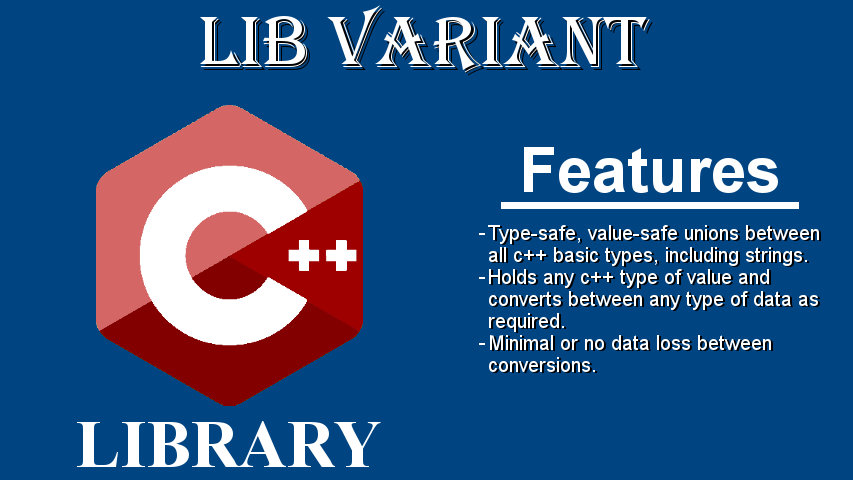 LIB VARIANT
C++
LIBRARY
Features
-Type-safe, value-safe unions between
all c++ basic types, including strings.
-Holds any c++ type of value and
converts between any type of data as
required.
-Minimal or no data loss between
conversions.